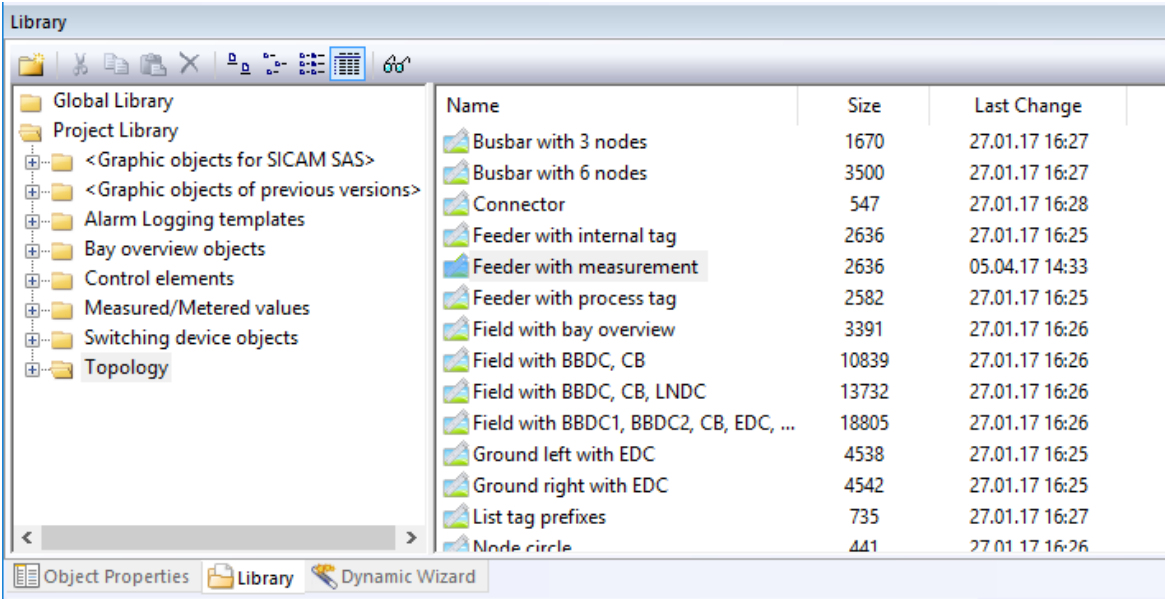 Library
Global Library
Project Library
<Graphic objects for SICAM SAS>
<Graphic objects of previous versions>
Alarm Logging templates
Bay overview objects
Control elements
Measured/Metered values
Switching device objects
Topology
Name Size Last Change
Busbar with 3 nodes 1670 27.01.17 16:27
Busbar with 6 nodes 3500 27.01.17 16:27
Connector 547 27.01.17 16:28
Feeder with internal tag 2636 27.01.17 16:25
Feeder with measurement 2636 05.04.17 14:33
Feeder with process tag 2582 27.01.17 16:25
Field with bay overview 3391 27.01.17 16:26
Field with BBDC, CB 10839 27.01.17 16:26
Field with BBDC, CB, LNDC 13732 27.01.17 16:26
Field with BBDC1, BBDC2, CB, EDC, ... 18805 27.01.17 16:26
Ground left with EDC 4538 27.01.17 16:25
Ground right with EDC 4542 27.01.17 16:25
List tag prefixes 735 27.01.17 16:27
Node circle 441 27.01.17 16:26
Object Properties Library Dynamic Wizard